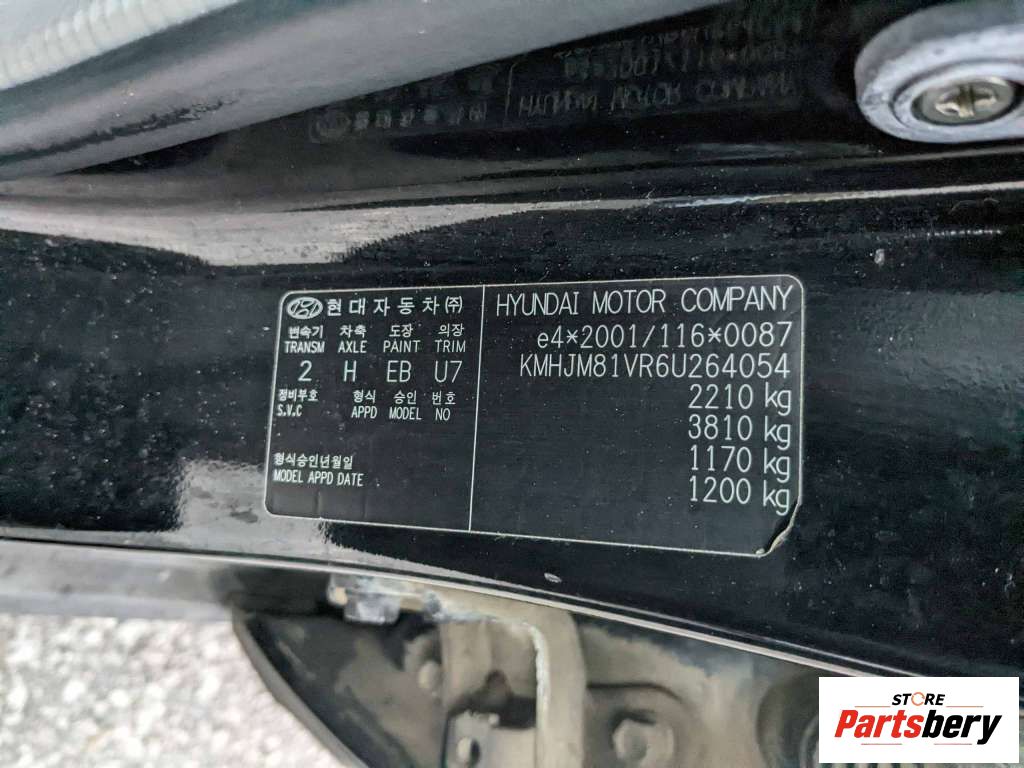 현대자동차㈜
변속기 차축 도장 의장
TRANSM AXLE PAINT TRIM
2 H EB U7
정비부호 형식 승인 번호
S.V.C APPD MODEL NO
형식승인년월일
MODEL APPD DATE
HYUNDAI MOTOR COMPANY
e4*2001/116*0087
KMHJM81VR6U264054
2210 kg
3810 kg
1170 kg
1200 kg
STORE
Partsbery